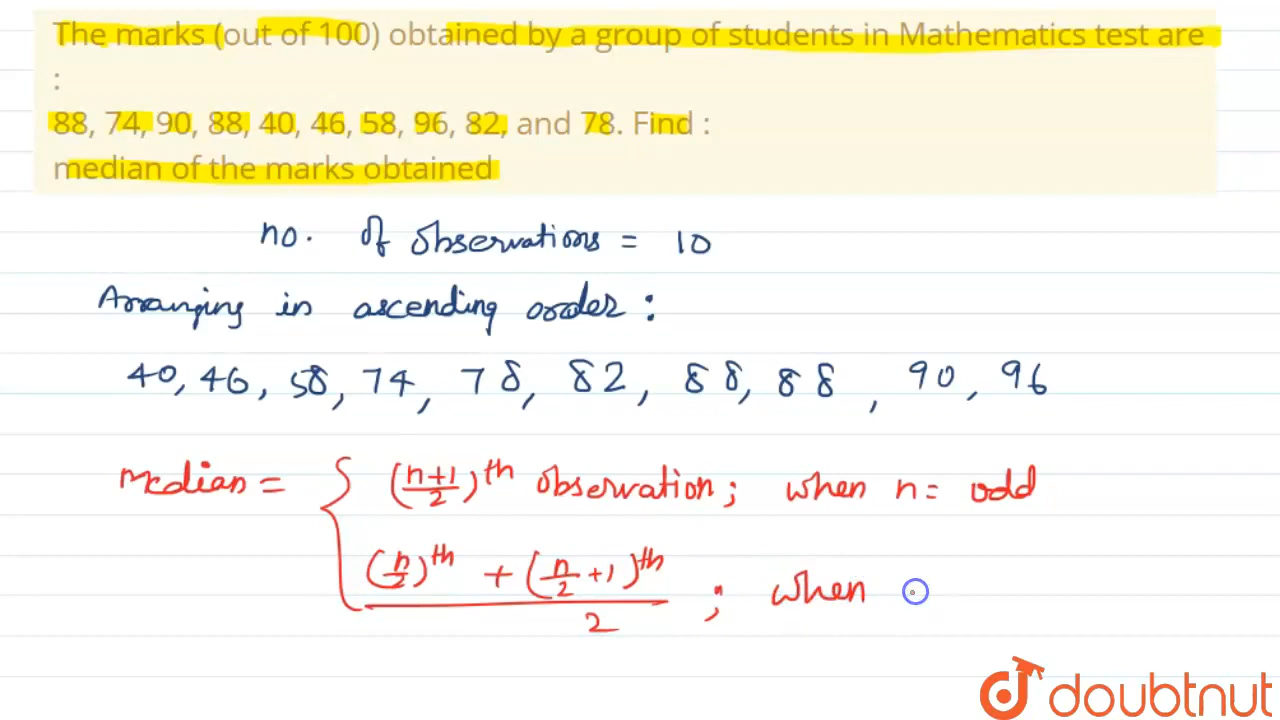 The marks (out of 100) obtained by a group of students in Mathematics test are
:
88, 74, 90, 88, 40, 46, 58, 96, 82, and 78. Find :
median of the marks obtained
no. of observations = 10
Arranging in ascending order :
40, 46, 58, 74, 78, 82, 88, 88, 90, 96
median = { (n+1/2)th observation; when n = odd
(n/2)th + (n/2 + 1)th / 2 ; when
doubtnut